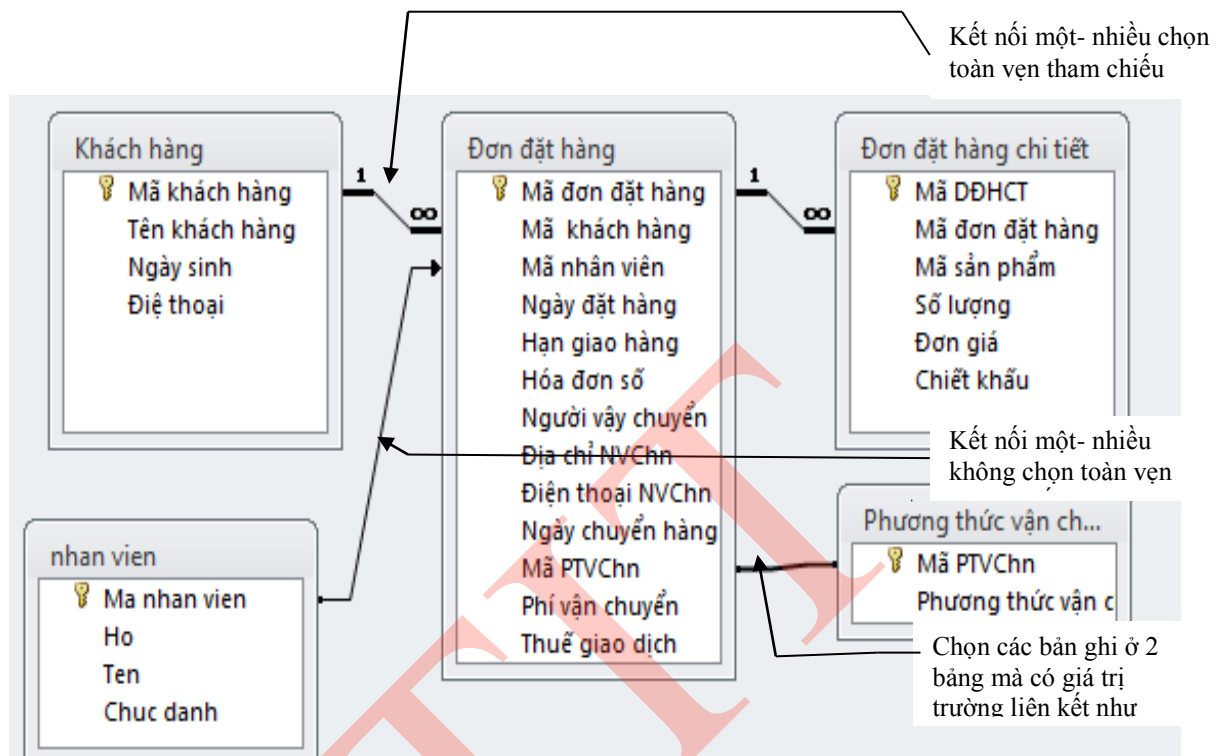 Kết nối một- nhiều chọn
toàn vẹn tham chiếu
Khách hàng
Mã khách hàng
Tên khách hàng
Ngày sinh
Điệ thoại
1
∞
Đơn đặt hàng
Mã đơn đặt hàng
Mã khách hàng
Mã nhân viên
Ngày đặt hàng
Hạn giao hàng
Hóa đơn số
Người vậy chuyển
Địa chỉ NVChn
Điện thoại NVChn
Ngày chuyển hàng
Mã PTVChn
Phí vận chuyển
Thuế giao dịch
1
∞
Đơn đặt hàng chi tiết
Mã DĐHCT
Mã đơn đặt hàng
Mã sản phẩm
Số lượng
Đơn giá
Chiết khấu
Kết nối một- nhiều
không chọn toàn vẹn
nhan vien
Ma nhan vien
Ho
Ten
Chuc danh
Phương thức vận ch...
Mã PTVChn
Phương thức vận c
Chọn các bản ghi ở 2
bảng mà có giá trị
trường liên kết như